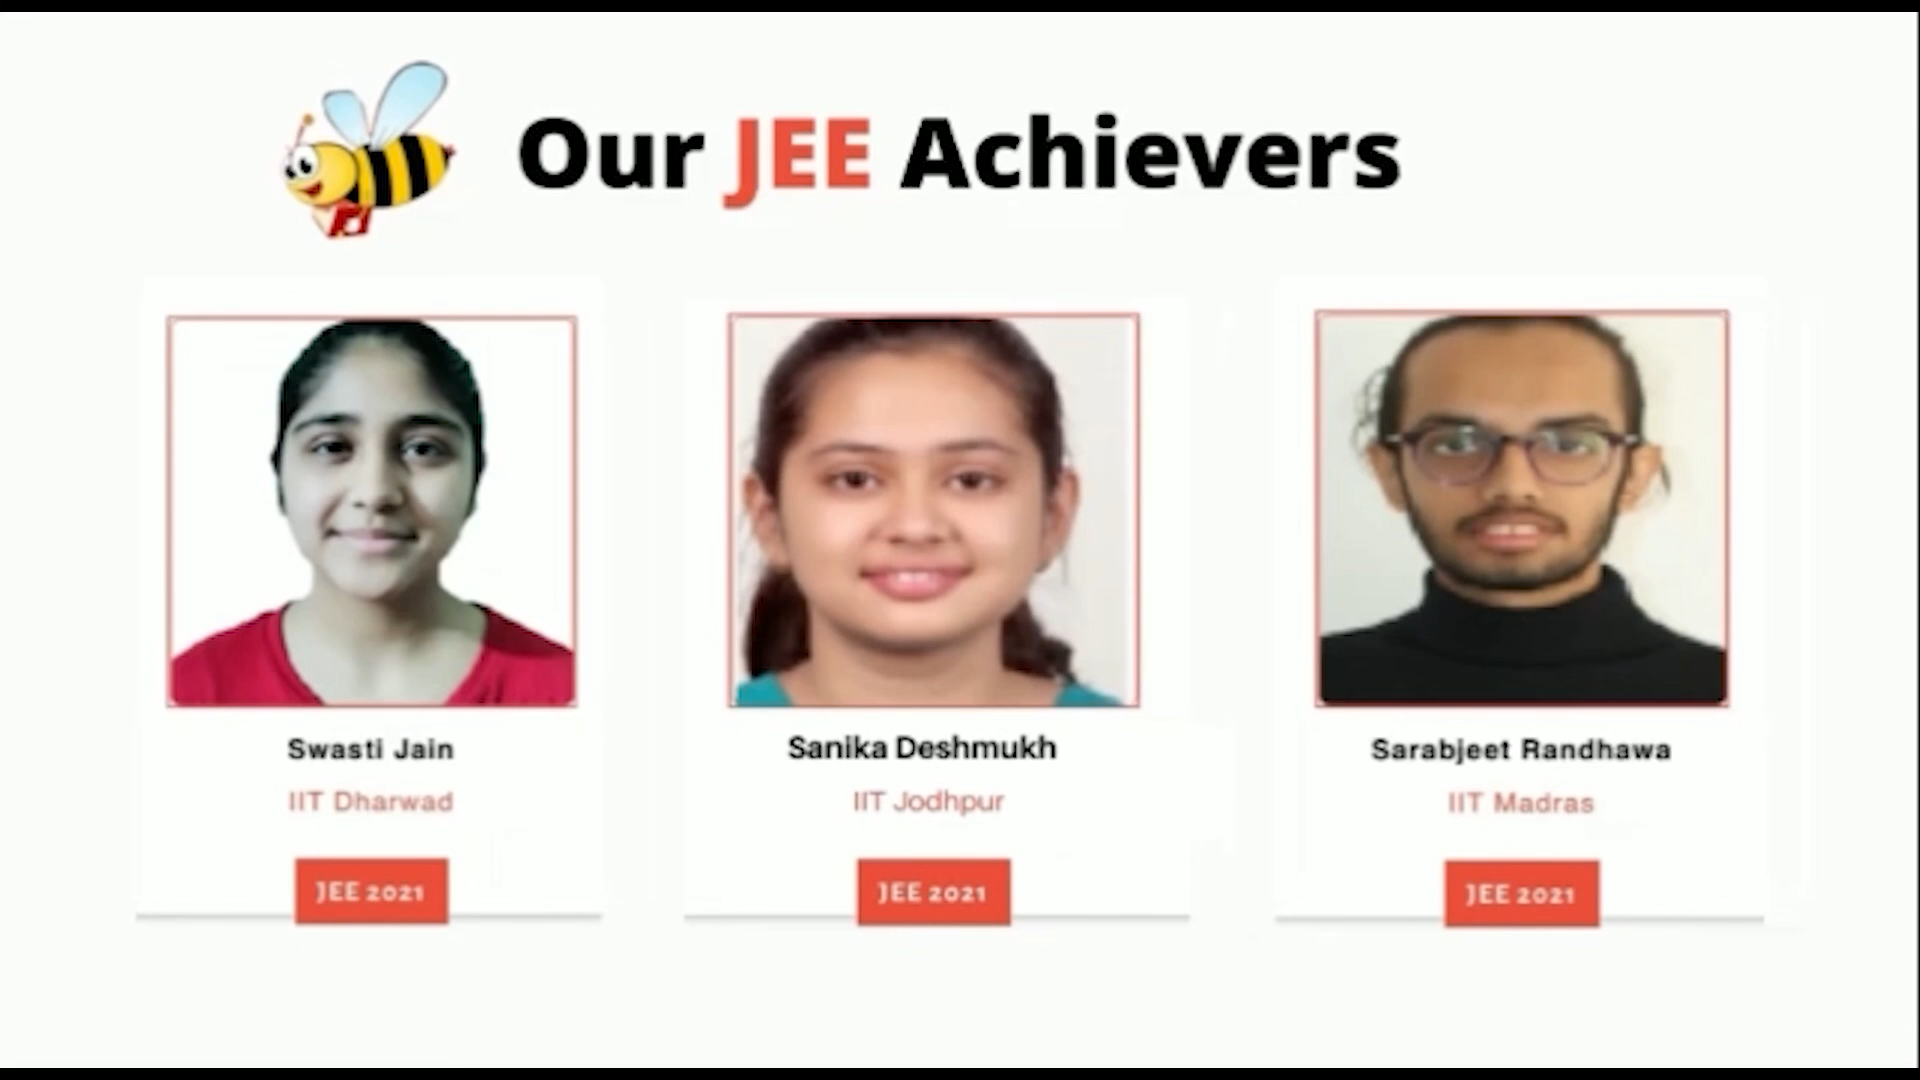 Our JEE Achievers
Swasti Jain
IIT Dharwad
JEE 2021
Sanika Deshmukh
IIT Jodhpur
JEE 2021
Sarabjeet Randhawa
IIT Madras
JEE 2021